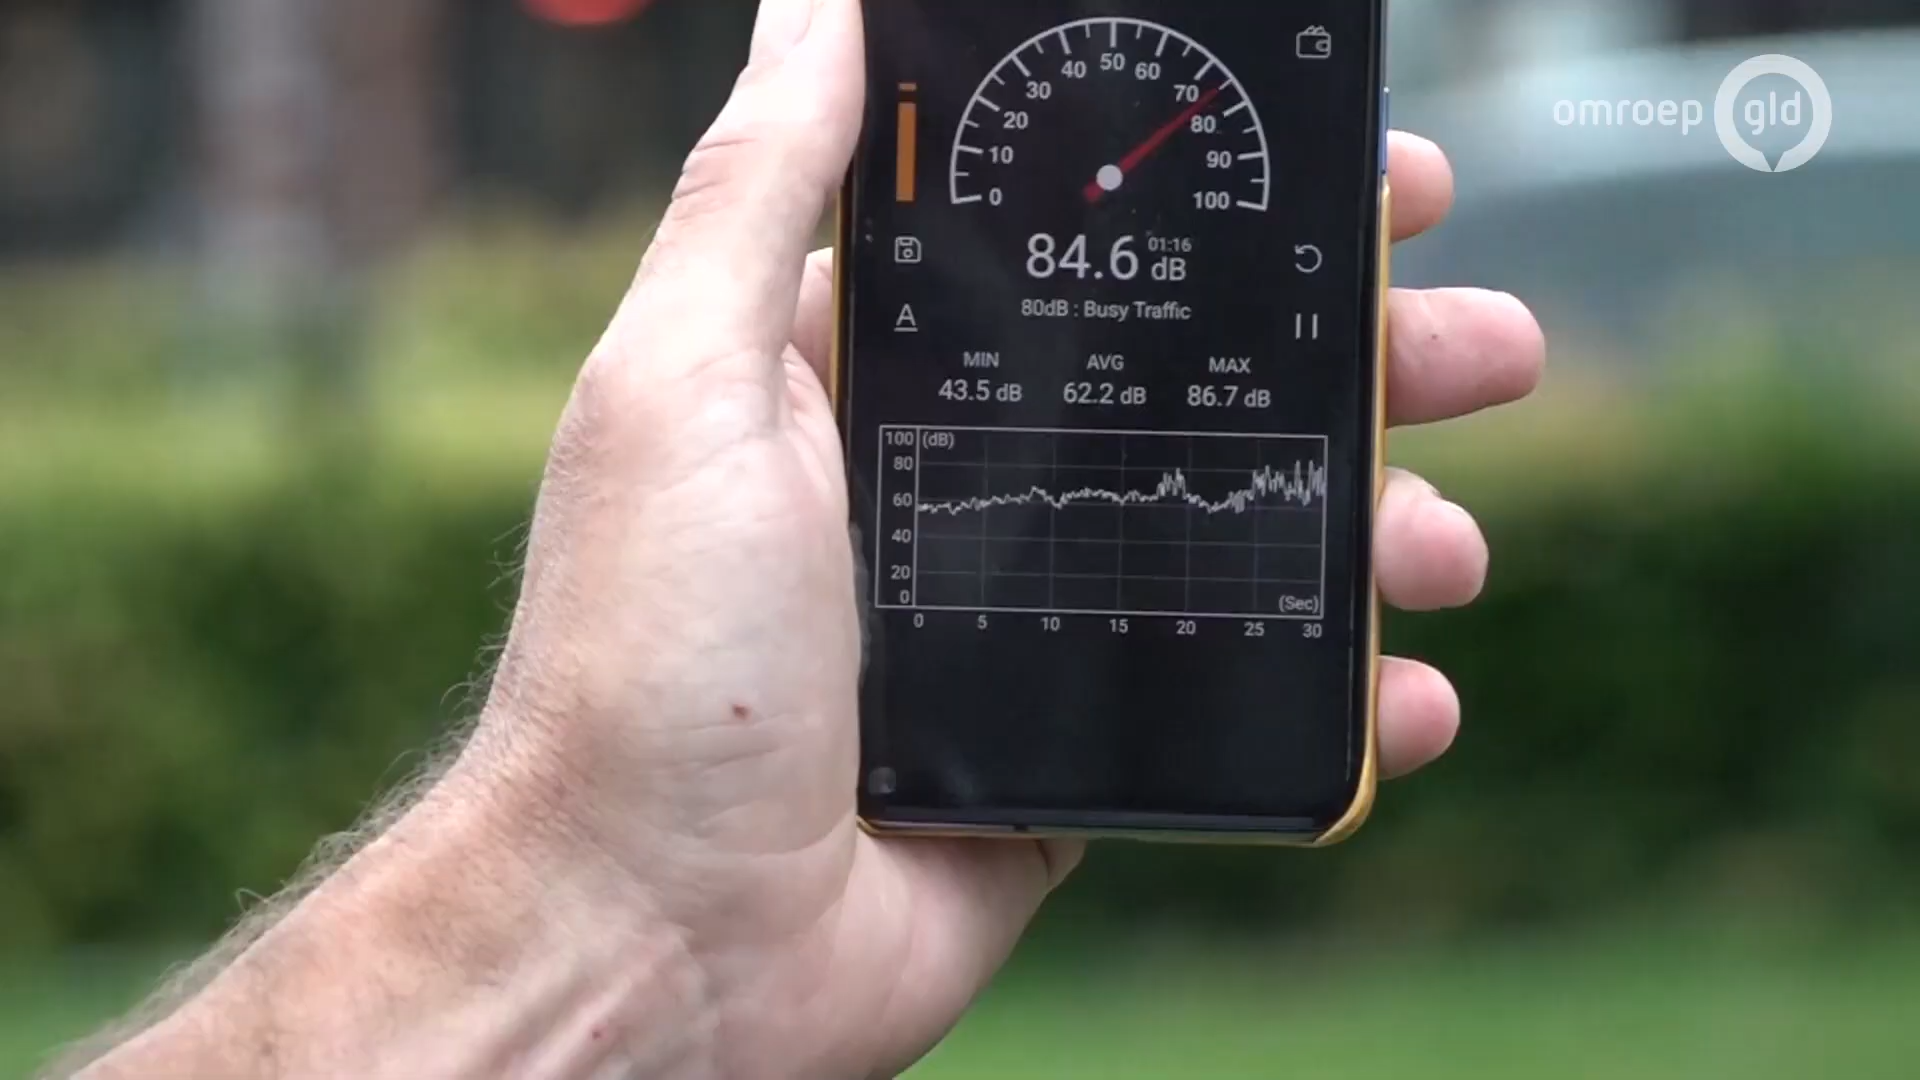 omroep gld
50
40 60
30 70
20 80
10 90
0 100
84.6 01:16 dB
80dB : Busy Traffic
A
MIN AVG MAX
43.5 dB 62.2 dB 86.7 dB
100 (dB)
80
60
40
20
0 (Sec)
0 5 10 15 20 25 30